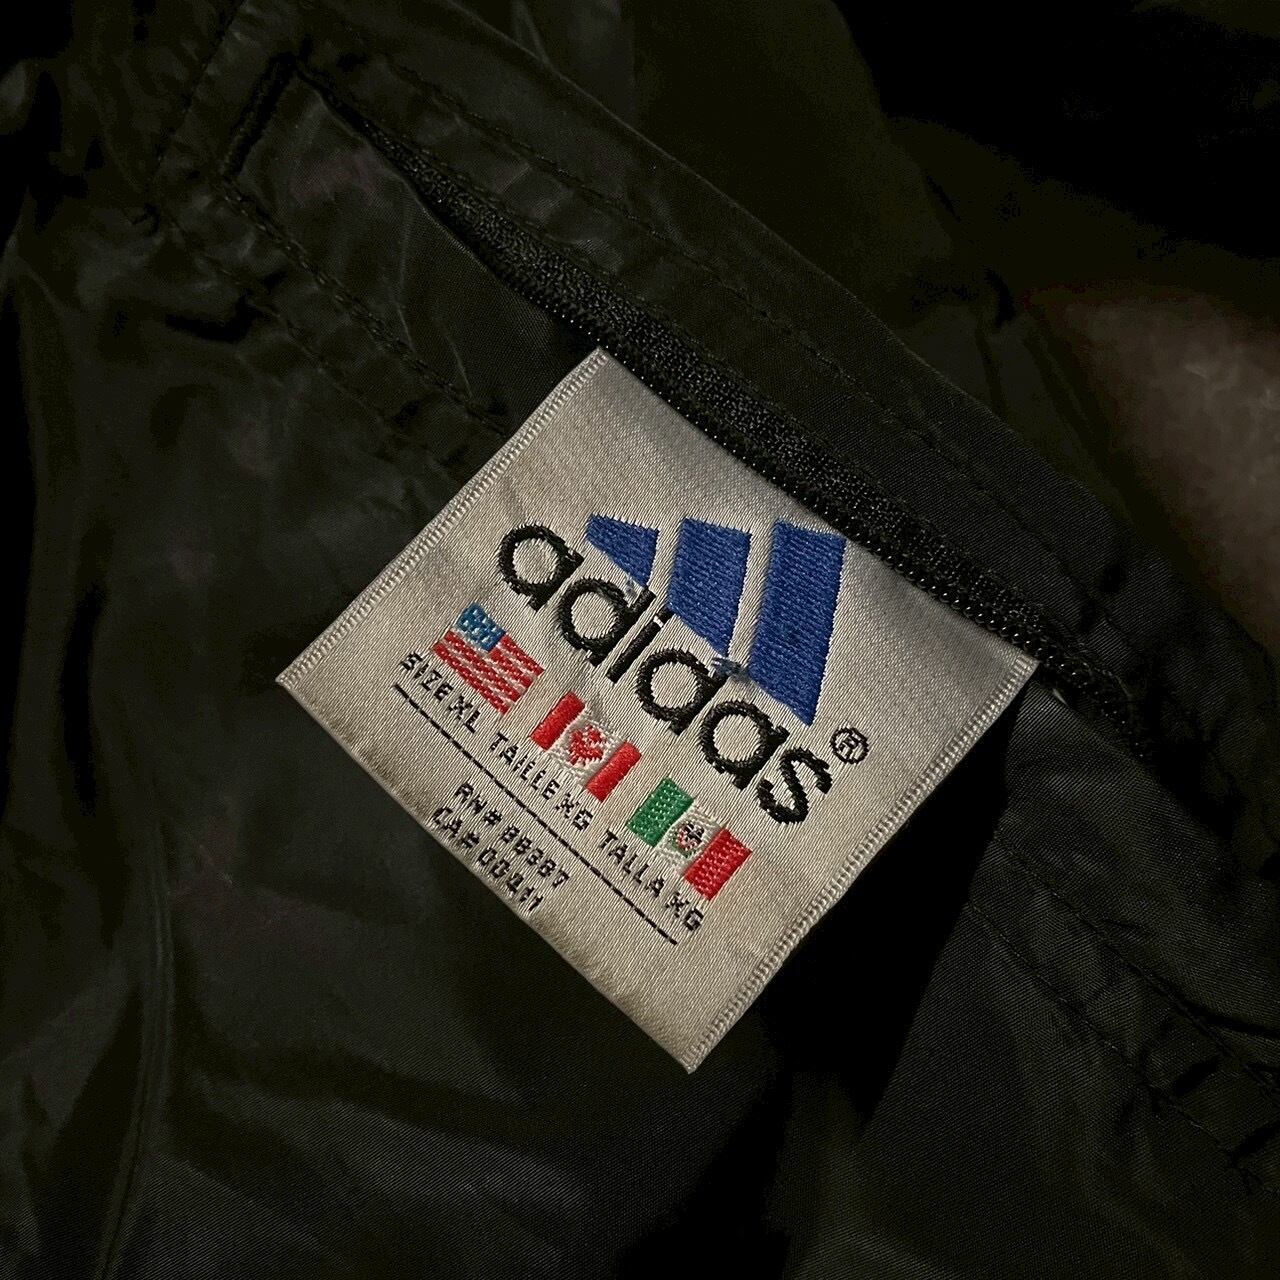 adidas®
SIZE XL TAILLE XG TALLA XG
RN# 88387
CA# 00411